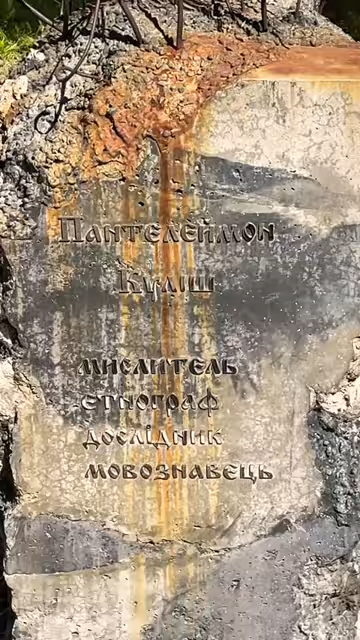 Пантелеймон
Куліш
мислитель
етнограф
дослідник
мовознавець